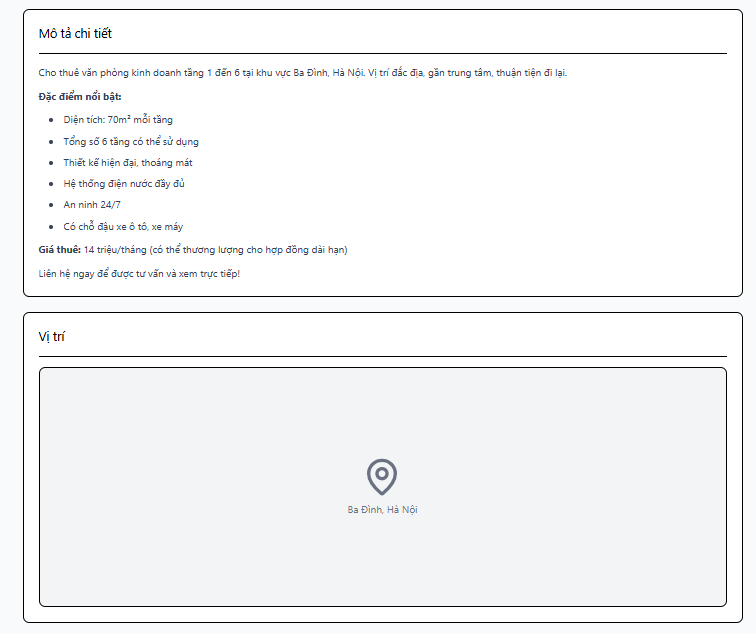 Mô tả chi tiết
Cho thuê văn phòng kinh doanh tầng 1 đến 6 tại khu vực Ba Đình, Hà Nội. Vị trí đắc địa, gần trung tâm, thuận tiện đi lại.
Đặc điểm nổi bật:
Diện tích: 70m² mỗi tầng
Tổng số 6 tầng có thể sử dụng
Thiết kế hiện đại, thoáng mát
Hệ thống điện nước đầy đủ
An ninh 24/7
Có chỗ đậu xe ô tô, xe máy
Giá thuê: 14 triệu/tháng (có thể thương lượng cho hợp đồng dài hạn)
Liên hệ ngay để được tư vấn và xem trực tiếp!
Vị trí
Ba Đình, Hà Nội